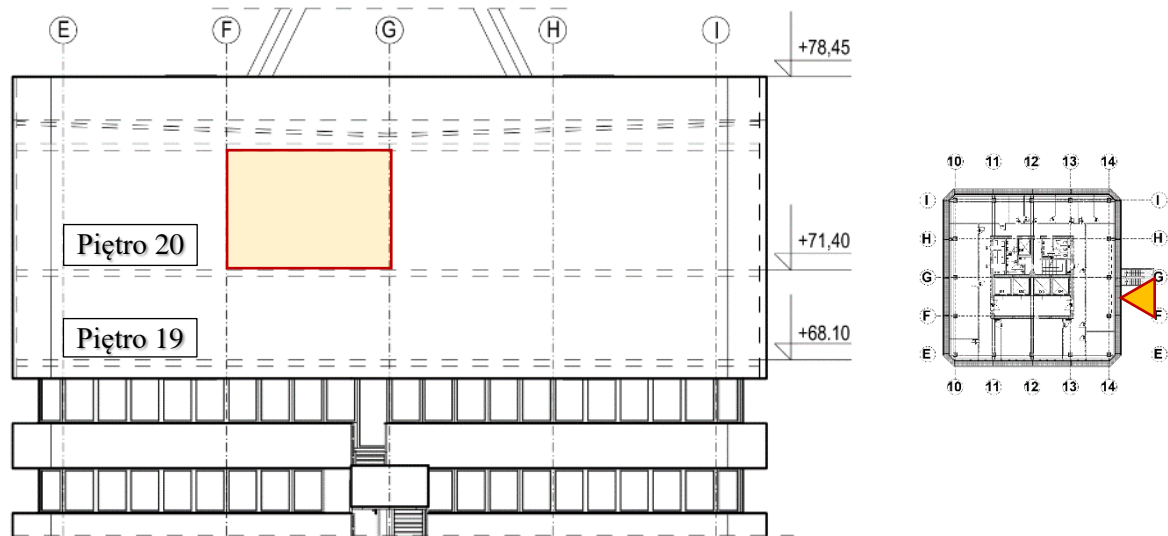 E F G H I
+78,45
Piętro 20
+71,40
Piętro 19
+68.10
10 11 12 13 14
I I
H H
G G
F F
E E
10 11 12 13 14